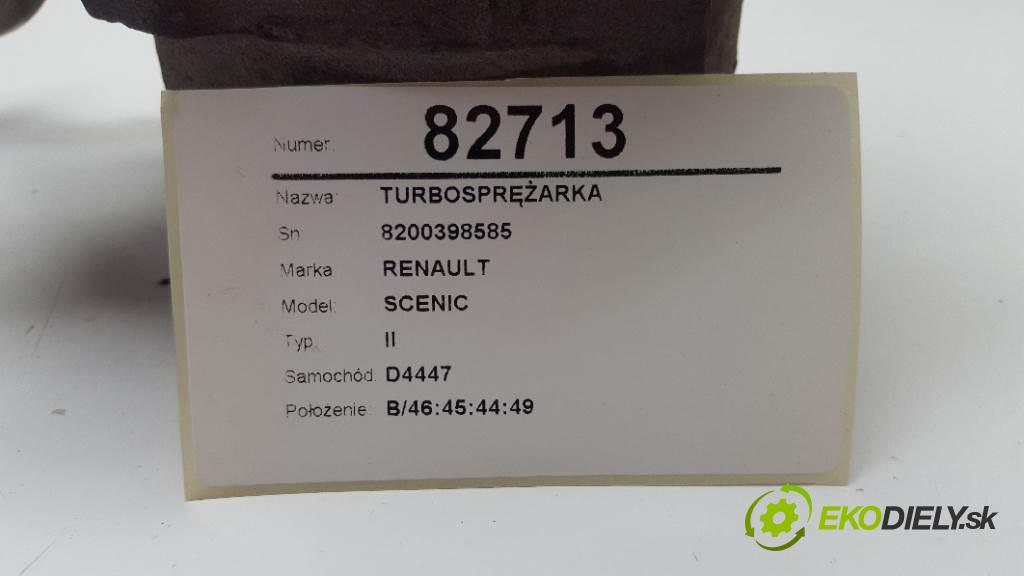 Numer: 82713
Nazwa: TURBOSPRĘŻARKA
Sn: 8200398585
Marka RENAULT
Model: SCENIC
Typ: II
Samochód: D4447
Położenie: B/46:45:44:49
EKODIELY.sk